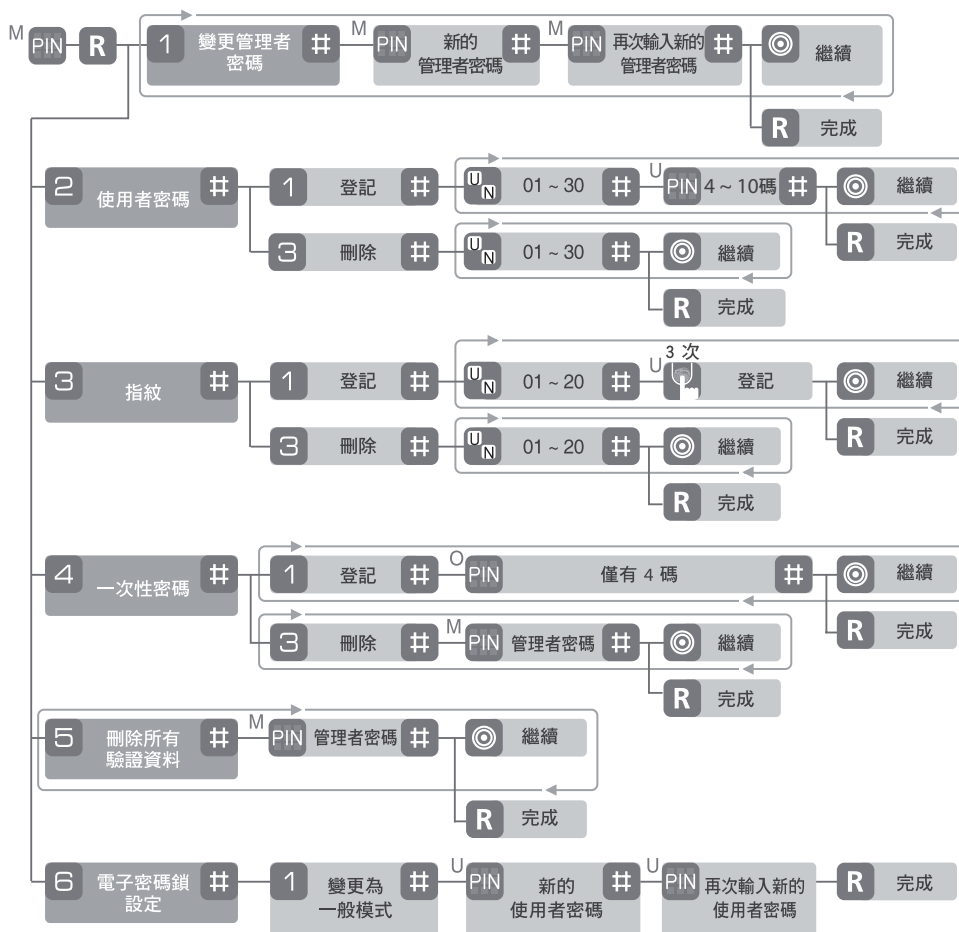 M PIN R 1 變更管理者 # M PIN 新的 # M PIN 再次輸入新的 # 繼續
密碼 管理者密碼 管理者密碼
R 完成
2 使用者密碼 # 1 登記 # UN 01 ~ 30 # U PIN 4 ~ 10碼 # 繼續
R 完成
3 刪除 # UN 01 ~ 30 # 繼續
R 完成
3 指紋 # 1 登記 # UN 01 ~ 20 # U 3 次 登記 繼續
R 完成
3 刪除 # UN 01 ~ 20 # 繼續
R 完成
4 一次性密碼 # 1 登記 # O PIN 僅有 4 碼 # 繼續
R 完成
3 刪除 # M PIN 管理者密碼 # 繼續
R 完成
5 刪除所有 # M PIN 管理者密碼 # 繼續
驗證資料
R 完成
6 電子密碼鎖 # 1 變更為 # U PIN 新的 # U PIN 再次輸入新的 R 完成
設定 一般模式 使用者密碼 使用者密碼